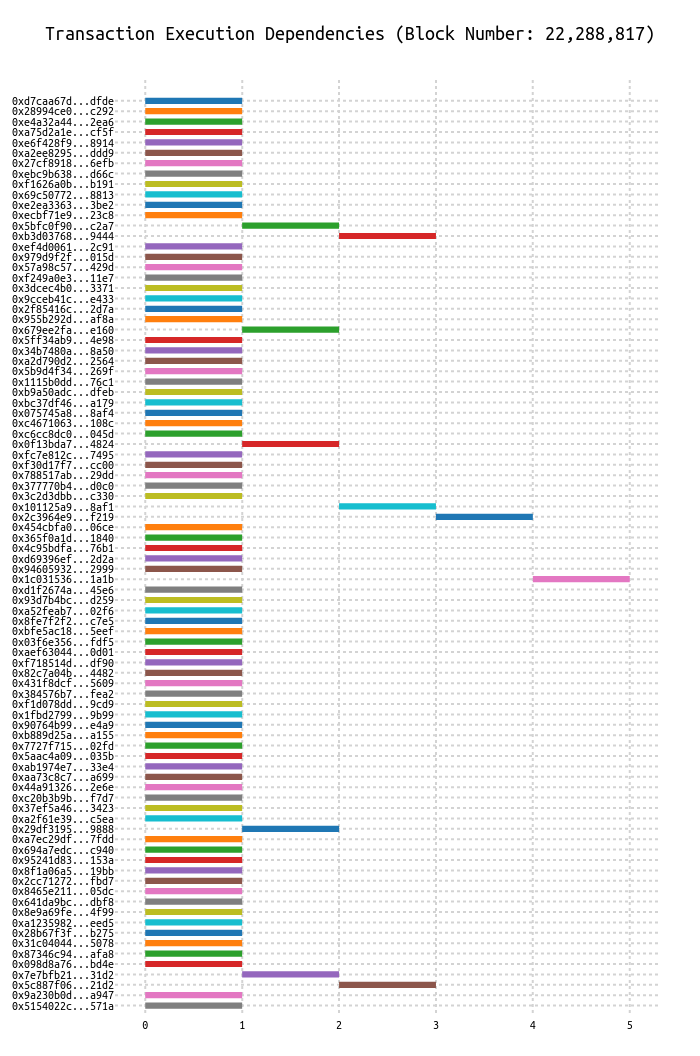 Transaction Execution Dependencies (Block Number: 22,288,817)
0xd7caa67d...dfde
0x28994ce0...c292
0xe4a32a44...2ea6
0xa75d2a1e...cf5f
0xe6f428f9...8914
0xa2ee8295...ddd9
0x27cf8918...6efb
0xebc9b638...d66c
0xf1626a0b...b191
0x69c50772...8813
0xe2ea3363...3be2
0xecbf71e9...23c8
0x5bfc0f90...c2a7
0xb3d03768...9444
0xef4d0061...2c91
0x979d9f2f...015d
0x57a98c57...429d
0xf249a0e3...11e7
0x3dcec4b0...3371
0x9cceb41c...e433
0x2f85416c...2d7a
0x955b292d...af8a
0x679ee2fa...e160
0x5ff34ab9...4e98
0x34b7480a...8a50
0xa2d790d2...2564
0x5b9d4f34...269f
0x1115b0dd...76c1
0xb9a50adc...dfeb
0xbc37df46...a179
0x075745a8...8af4
0xc4671063...108c
0xc6cc8dc0...045d
0x0f13bda7...4824
0xfc7e812c...7495
0xf30d17f7...cc00
0x788517ab...29dd
0x377770b4...d0c0
0x3c2d3dbb...c330
0x101125a9...8af1
0x2c3964e9...f219
0x454cbfa0...06ce
0x365f0a1d...1840
0x4c95bdfa...76b1
0xd69396ef...2d2a
0x94605932...2999
0x1c031536...1a1b
0xd1f2674a...45e6
0x93d7b4bc...d259
0xa52feab7...02f6
0x8fe7f2f2...c7e5
0xbfe5ac18...5eef
0x03f6e356...fdf5
0xaef63044...0d01
0xf718514d...df90
0x82c7a04b...4482
0x431f8dcf...5609
0x384576b7...fea2
0xf1d078dd...9cd9
0x1fbd2799...9b99
0x90764b99...e4a9
0xb889d25a...a155
0x7727f715...02fd
0x5aac4a09...035b
0xab1974e7...33e4
0xaa73c8c7...a699
0x44a91326...2e6e
0xc20b3b9b...f7d7
0x37ef5a46...3423
0xa2f61e39...c5ea
0x29df3195...9888
0xa7ec29df...7fdd
0x694a7edc...c940
0x95241d83...153a
0x8f1a06a5...19bb
0x2cc71272...fbd7
0x8465e211...05dc
0x641da9bc...dbf8
0x8e9a69fe...4f99
0xa1235982...eed5
0x28b67f3f...b275
0x31c04044...5078
0x87346c94...afa8
0x098d8a76...bd4e
0x7e7bfb21...31d2
0x5c887f06...21d2
0x9a230b0d...a947
0x5154022c...571a
0 1 2 3 4 5